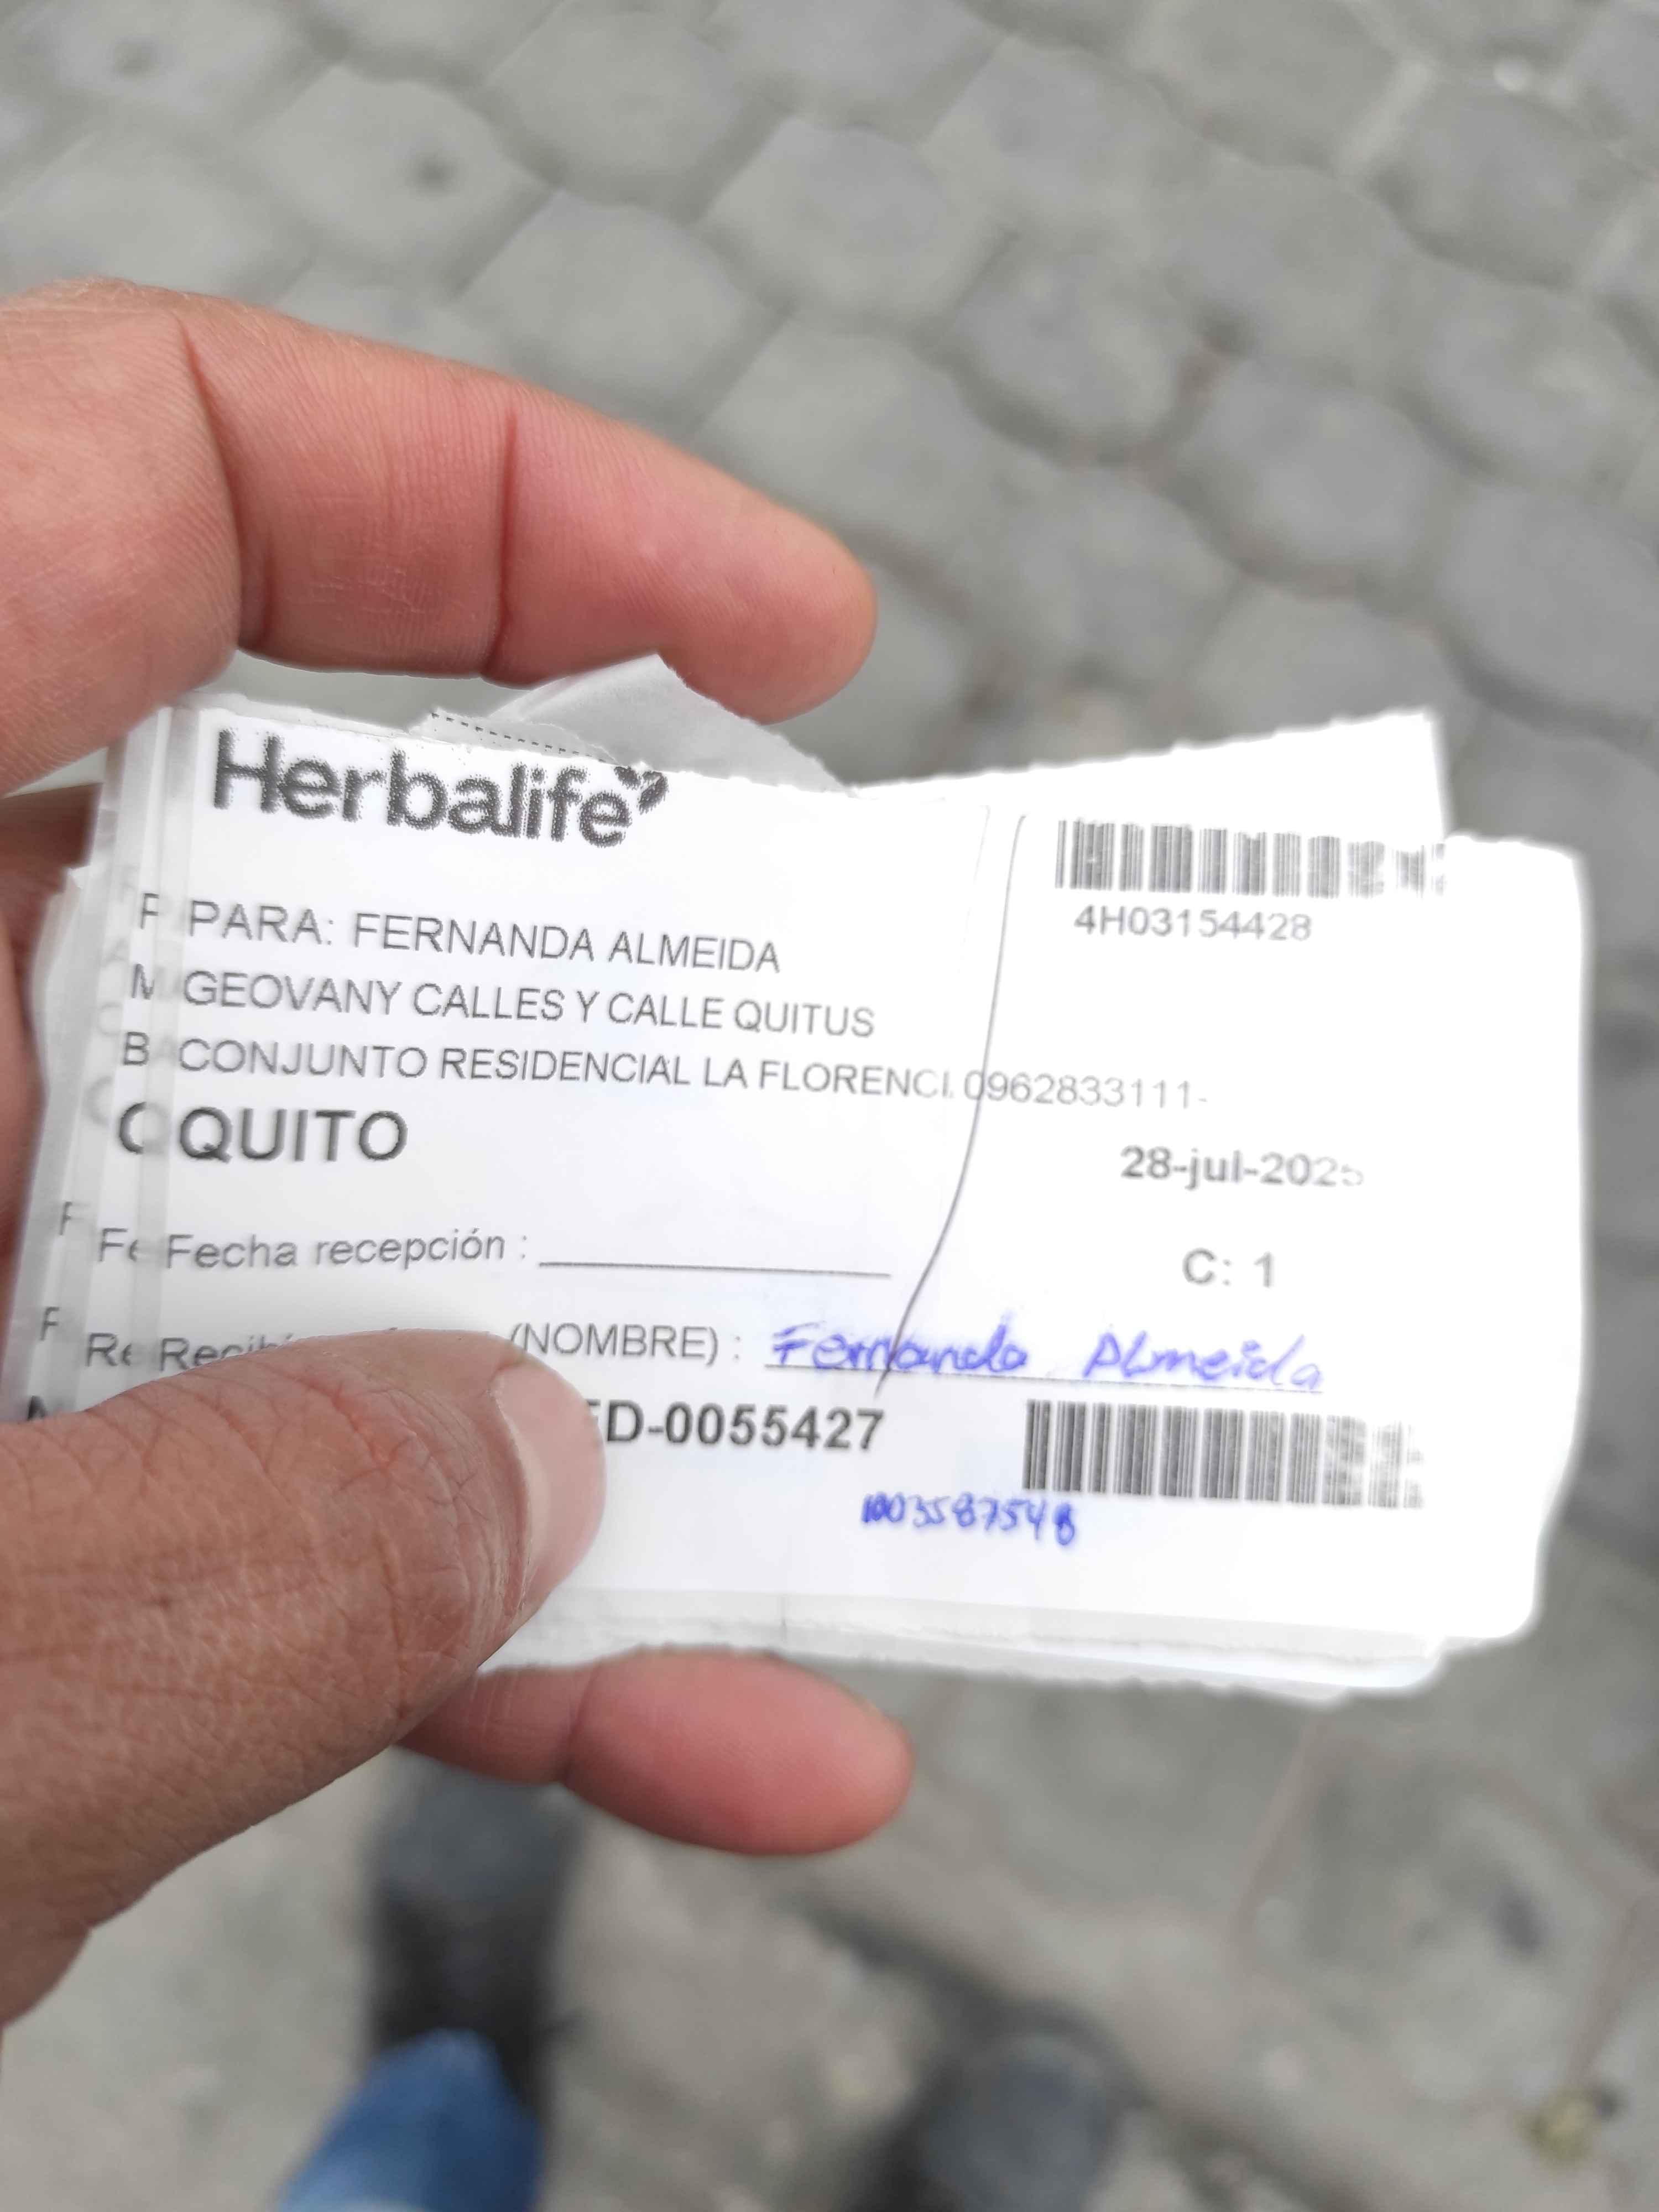 Herbalife
4H03154428
PARA: FERNANDA ALMEIDA
GEOVANY CALLES Y CALLE QUITUS
CONJUNTO RESIDENCIAL LA FLORENCI. 0962833111-
QUITO
28-jul-2025
Fecha recepción :
C: 1
(NOMBRE) : Fernanda Almeida
D-0055427
1003587548